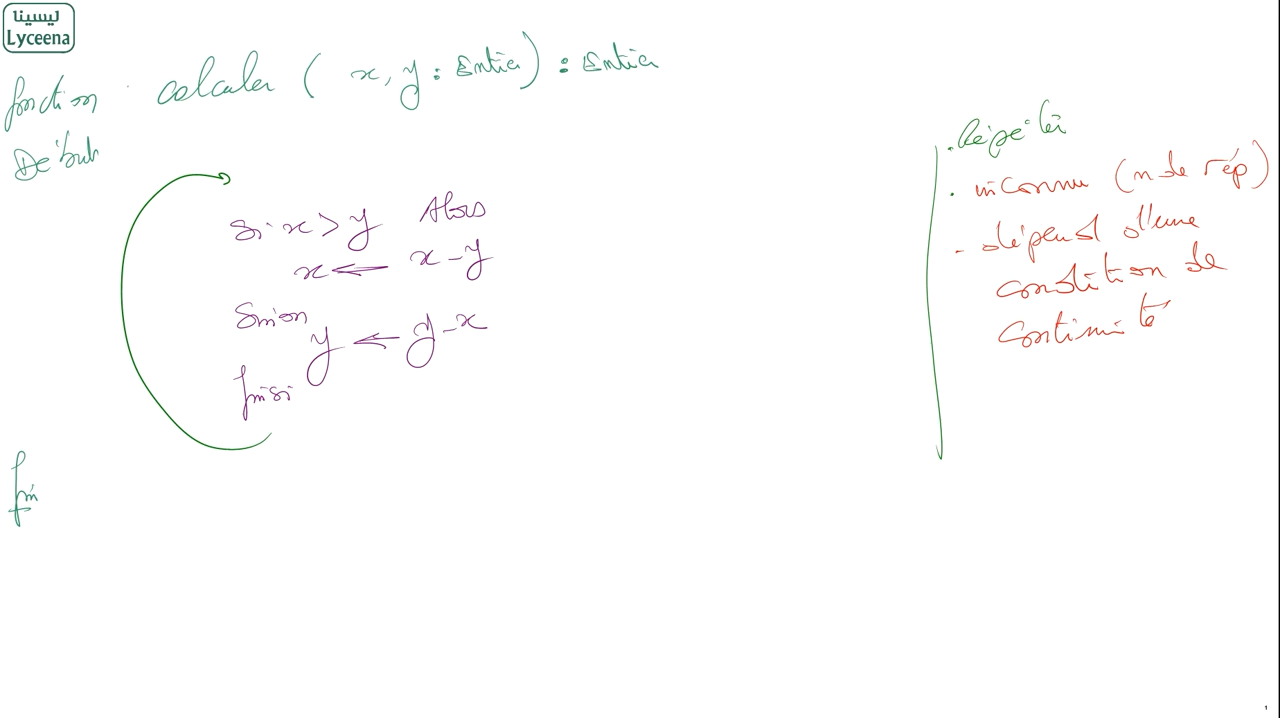 ليسينا
Lyceena
fonction calculer ( x, y : Entier) : Entier
Début
Si x > y Alors
x ← x - y
Sinon
y ← y - x
finsi
fin
. Répéter
. inconnu (n de rép)
- dépend d'une
condition de
continuité
1